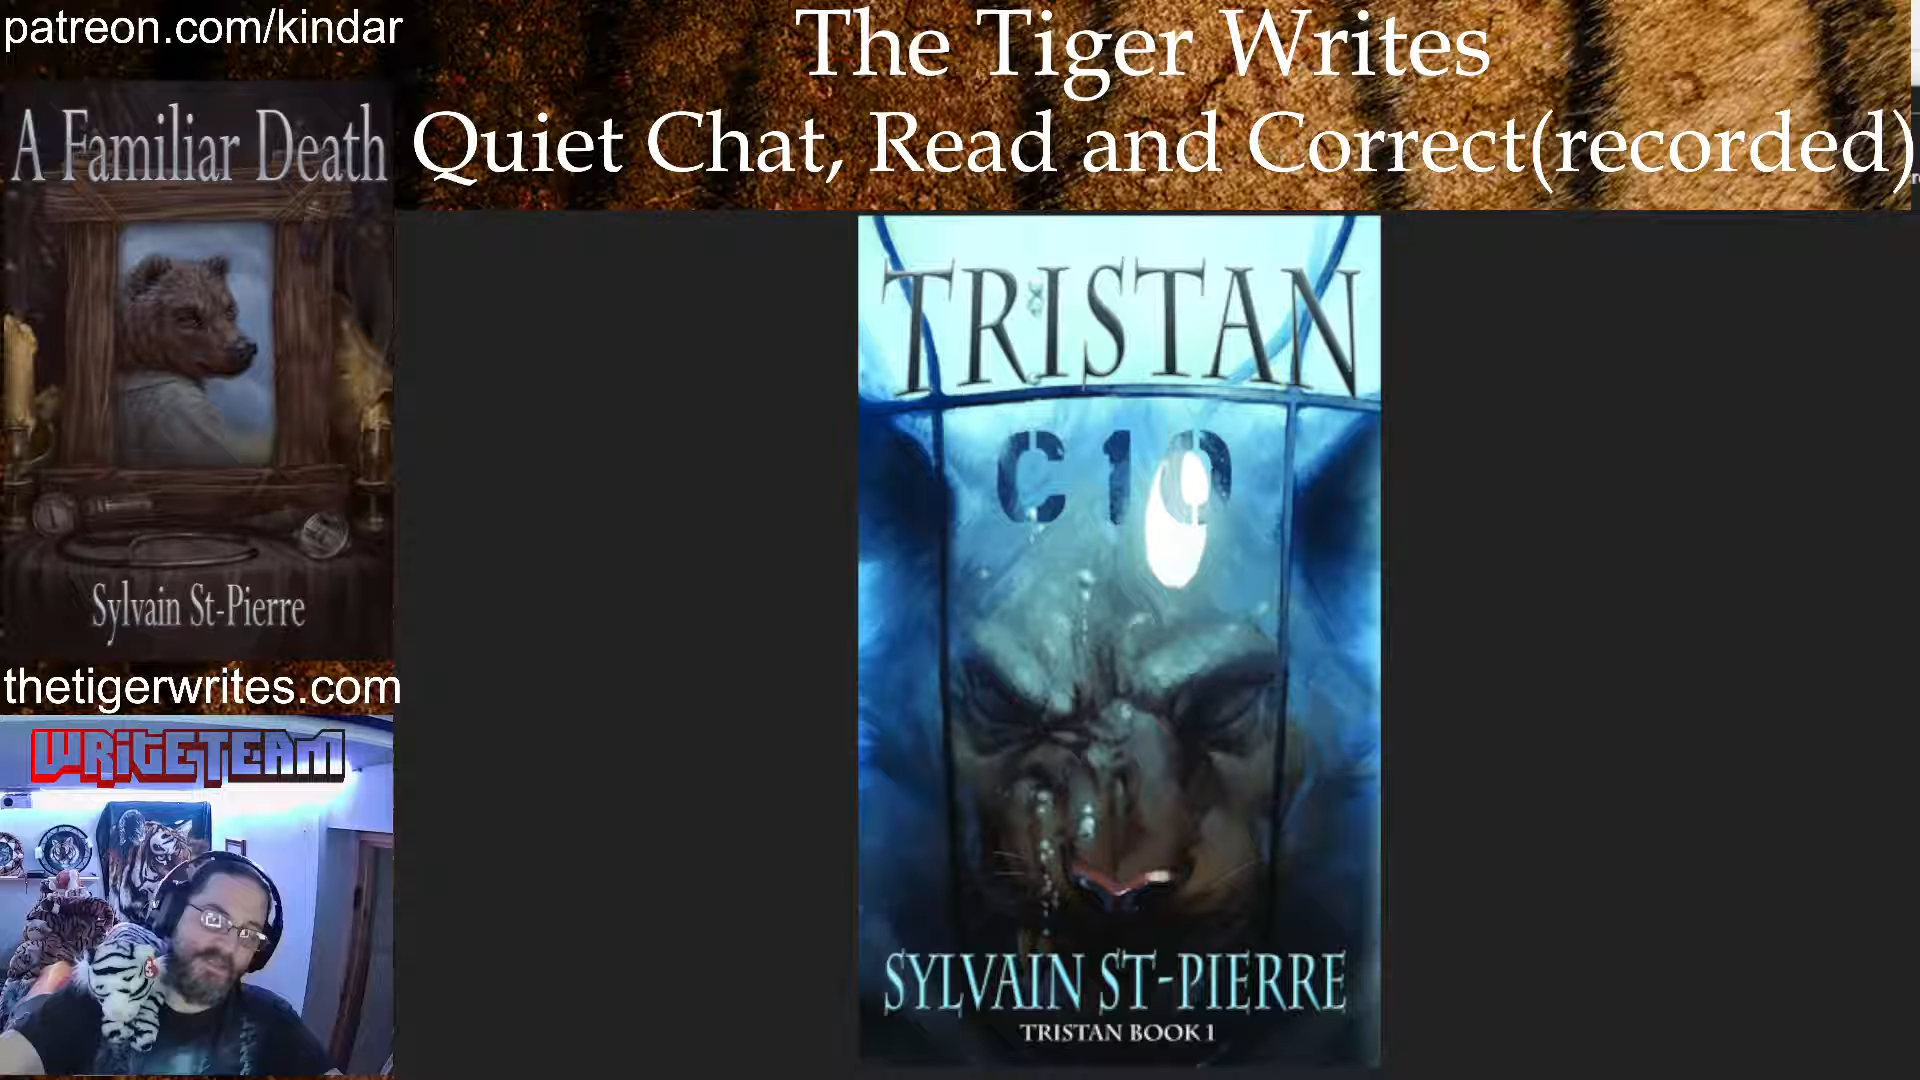 patreon.com/kindar
The Tiger Writes
Quiet Chat, Read and Correct(recorded)
A Familiar Death
Sylvain St-Pierre
thetigerwrites.com
WRiTETEAM
TRISTAN
C10
SYLVAIN ST-PIERRE
TRISTAN BOOK 1